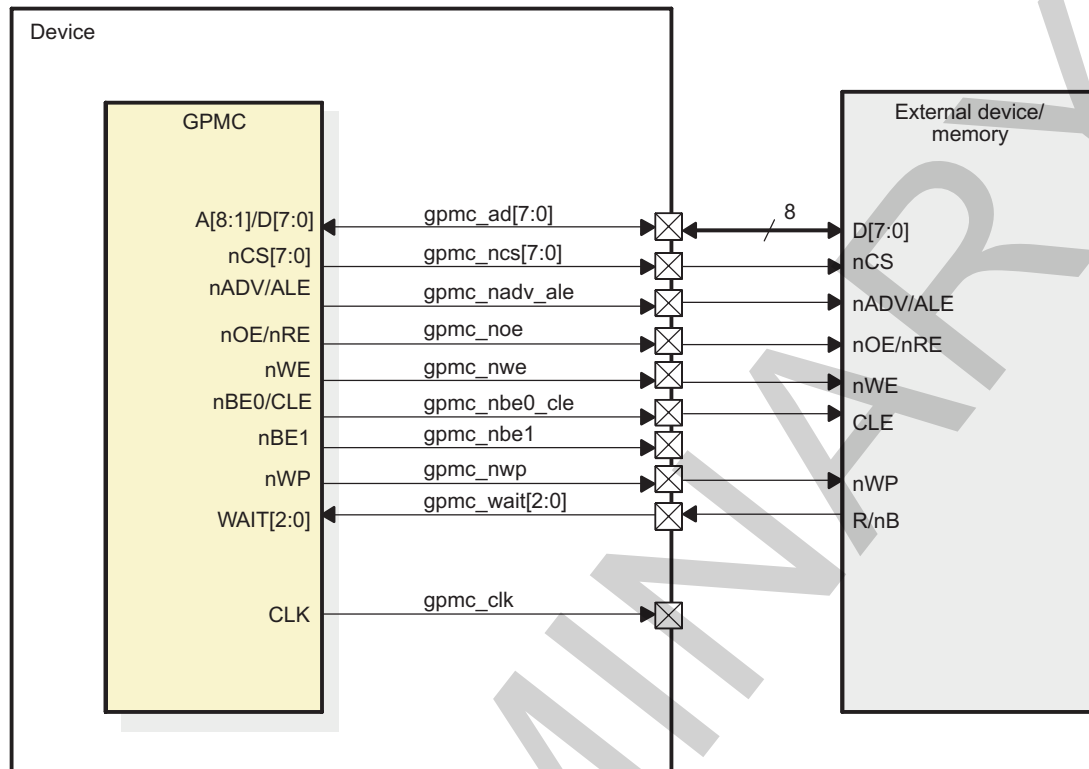 Device
GPMC
External device/
memory
A[8:1]/D[7:0]
gpmc_ad[7:0]
8
D[7:0]
nCS[7:0]
gpmc_ncs[7:0]
nCS
nADV/ALE
gpmc_nadv_ale
nADV/ALE
nOE/nRE
gpmc_noe
nOE/nRE
nWE
gpmc_nwe
nWE
nBE0/CLE
gpmc_nbe0_cle
CLE
nBE1
gpmc_nbe1
nWP
gpmc_nwp
nWP
WAIT[2:0]
gpmc_wait[2:0]
R/nB
CLK
gpmc_clk
MINARY